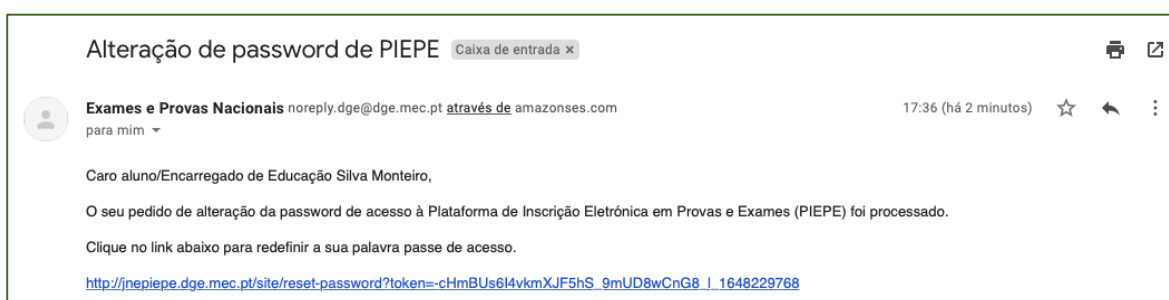 Alteração de password de PIEPE Caixa de entrada ×
Exames e Provas Nacionais noreply.dge@dge.mec.pt através de amazonses.com 17:36 (há 2 minutos)
para mim
Caro aluno/Encarregado de Educação Silva Monteiro,
O seu pedido de alteração da password de acesso à Plataforma de Inscrição Eletrónica em Provas e Exames (PIEPE) foi processado.
Clique no link abaixo para redefinir a sua palavra passe de acesso.
http://jnepiepe.dge.mec.pt/site/reset-password?token=-cHmBUs6I4vkmXJF5hS_9mUD8wCnG8_I_1648229768